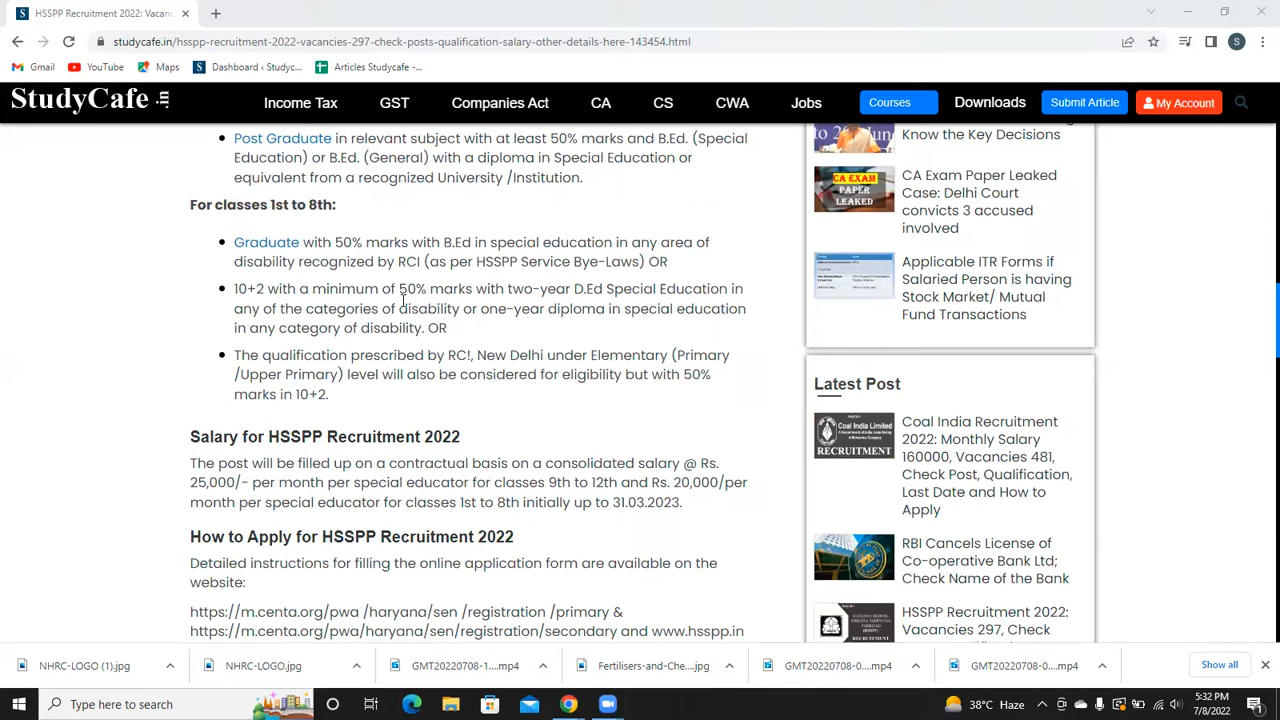 HSSPP Recruitment 2022: Vacanc
studycafe.in/hsspp-recruitment-2022-vacancies-297-check-posts-qualification-salary-other-details-here-143454.html
S
Gmail
YouTube
Maps
Dashboard ‹ Studyc...
Articles Studycafe -...
StudyCafe
Income Tax
GST
Companies Act
CA
CS
CWA
Jobs
Courses
Downloads
Submit Article
My Account
Post Graduate in relevant subject with at least 50% marks and B.Ed. (Special
Education) or B.Ed. (General) with a diploma in Special Education or
equivalent from a recognized University /Institution.
For classes 1st to 8th:
Graduate with 50% marks with B.Ed in special education in any area of
disability recognized by RCI (as per HSSPP Service Bye-Laws) OR
10+2 with a minimum of 50% marks with two-year D.Ed Special Education in
any of the categories of disability or one-year diploma in special education
in any category of disability. OR
The qualification prescribed by RC!, New Delhi under Elementary (Primary
/Upper Primary) level will also be considered for eligibility but with 50%
marks in 10+2.
Salary for HSSPP Recruitment 2022
The post will be filled up on a contractual basis on a consolidated salary @ Rs.
25,000/- per month per special educator for classes 9th to 12th and Rs. 20,000/per
month per special educator for classes 1st to 8th initially up to 31.03.2023.
How to Apply for HSSPP Recruitment 2022
Detailed instructions for filling the online application form are available on the
website:
https://m.centa.org/pwa /haryana/sen /registration /primary &
https://m.centa.org/pwa/haryana/sen/registration/secondary and www.hsspp.in
Know the Key Decisions
CA EXAM
PAPER
LEAKED
CA Exam Paper Leaked
Case: Delhi Court
convicts 3 accused
involved
Applicable ITR Forms if
Salaried Person is having
Stock Market/ Mutual
Fund Transactions
Latest Post
Coal India Limited
RECRUITMENT
Coal India Recruitment
2022: Monthly Salary
160000, Vacancies 481,
Check Post, Qualification,
Last Date and How to
Apply
RBI Cancels License of
Co-operative Bank Ltd;
Check Name of the Bank
HSSPP Recruitment 2022:
Vacancies 297, Check
NHRC-LOGO (1).jpg
NHRC-LOGO.jpg
GMT20220708-1....mp4
Fertilisers-and-Che....jpg
GMT20220708-0....mp4
GMT20220708-0....mp4
Show all
Type here to search
38°C Haze
5:32 PM
7/8/2022